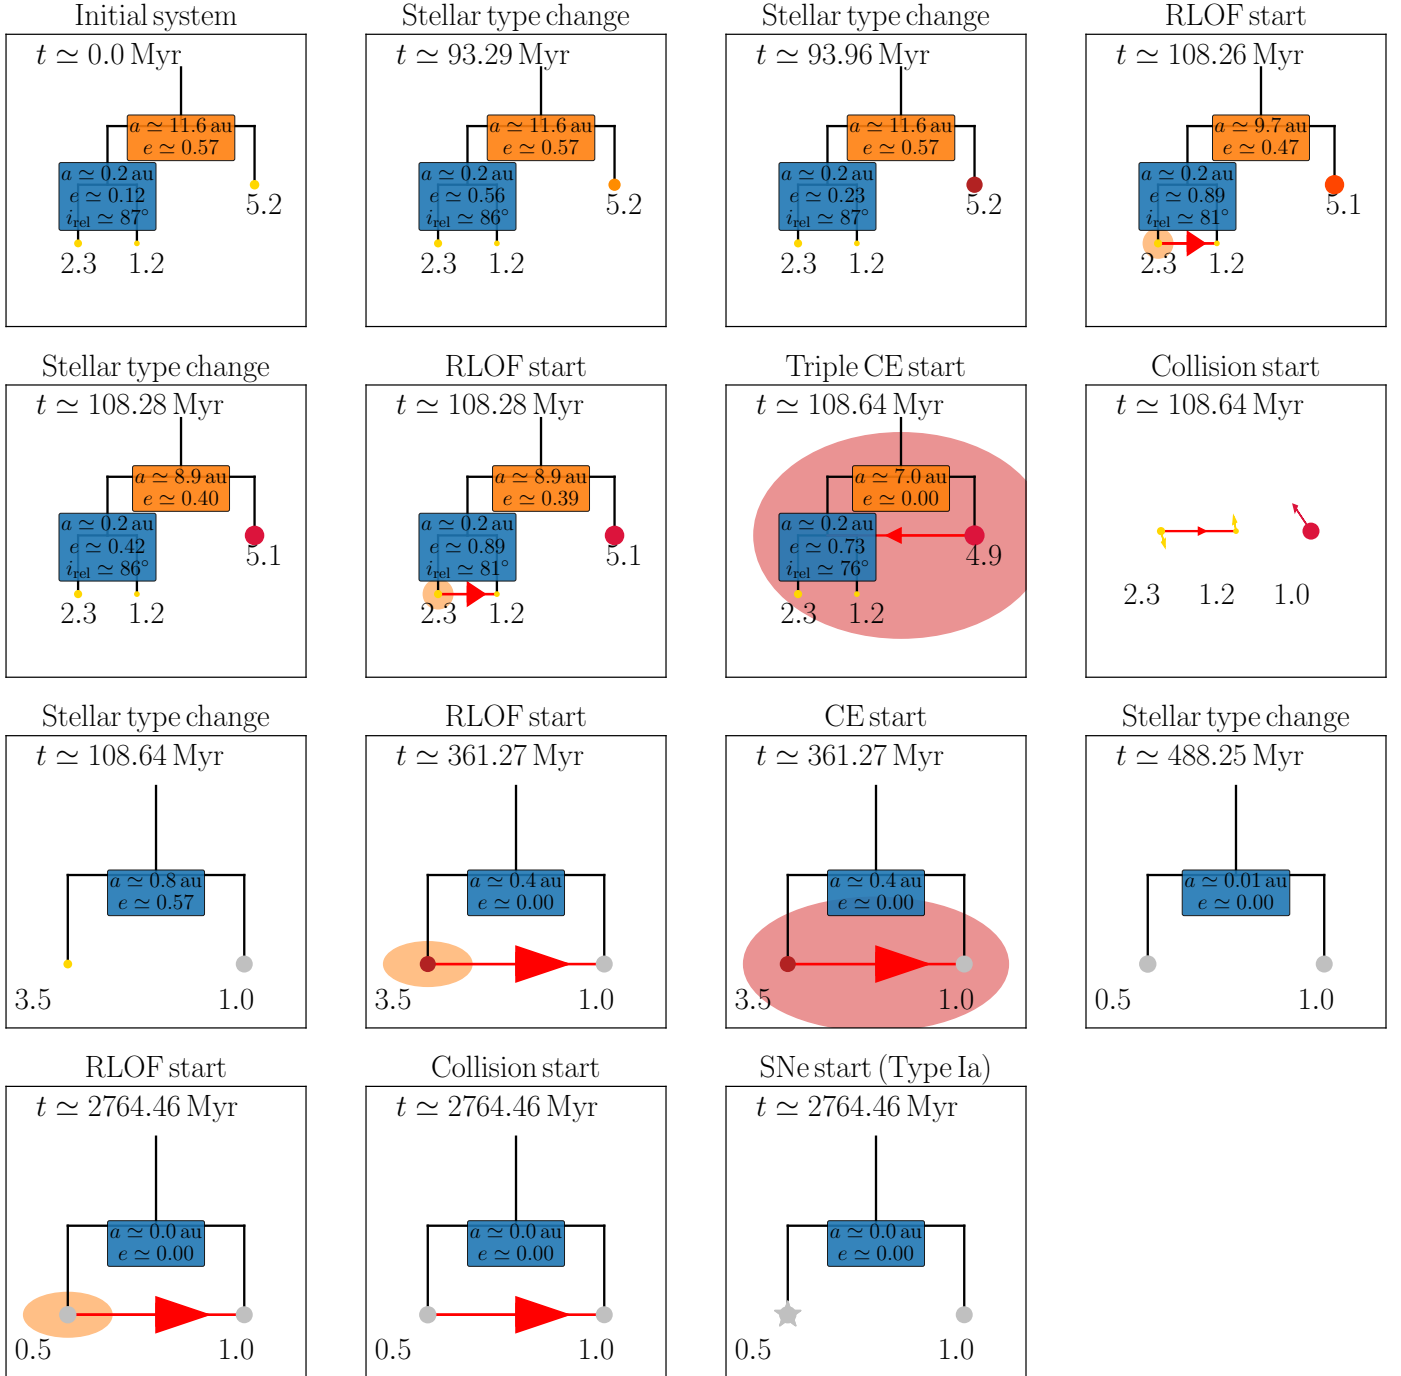 Initial system
t ≃ 0.0 Myr
a ≃ 11.6 au
e ≃ 0.57
a ≃ 0.2 au
e ≃ 0.12
i_rel ≃ 87°
5.2
2.3
1.2
Stellar type change
t ≃ 93.29 Myr
a ≃ 11.6 au
e ≃ 0.57
a ≃ 0.2 au
e ≃ 0.56
i_rel ≃ 86°
5.2
2.3
1.2
Stellar type change
t ≃ 93.96 Myr
a ≃ 11.6 au
e ≃ 0.57
a ≃ 0.2 au
e ≃ 0.23
i_rel ≃ 87°
5.2
2.3
1.2
RLOF start
t ≃ 108.26 Myr
a ≃ 9.7 au
e ≃ 0.47
a ≃ 0.2 au
e ≃ 0.89
i_rel ≃ 81°
5.1
2.3
1.2
Stellar type change
t ≃ 108.28 Myr
a ≃ 8.9 au
e ≃ 0.40
a ≃ 0.2 au
e ≃ 0.42
i_rel ≃ 86°
5.1
2.3
1.2
RLOF start
t ≃ 108.28 Myr
a ≃ 8.9 au
e ≃ 0.39
a ≃ 0.2 au
e ≃ 0.89
i_rel ≃ 81°
5.1
2.3
1.2
Triple CE start
t ≃ 108.64 Myr
a ≃ 7.0 au
e ≃ 0.00
a ≃ 0.2 au
e ≃ 0.73
i_rel ≃ 76°
4.9
2.3
1.2
Collision start
t ≃ 108.64 Myr
2.3
1.2
1.0
Stellar type change
t ≃ 108.64 Myr
a ≃ 0.8 au
e ≃ 0.57
3.5
1.0
RLOF start
t ≃ 361.27 Myr
a ≃ 0.4 au
e ≃ 0.00
3.5
1.0
CE start
t ≃ 361.27 Myr
a ≃ 0.4 au
e ≃ 0.00
3.5
1.0
Stellar type change
t ≃ 488.25 Myr
a ≃ 0.01 au
e ≃ 0.00
0.5
1.0
RLOF start
t ≃ 2764.46 Myr
a ≃ 0.0 au
e ≃ 0.00
0.5
1.0
Collision start
t ≃ 2764.46 Myr
a ≃ 0.0 au
e ≃ 0.00
0.5
1.0
SNe start (Type Ia)
t ≃ 2764.46 Myr
a ≃ 0.0 au
e ≃ 0.00
0.5
1.0